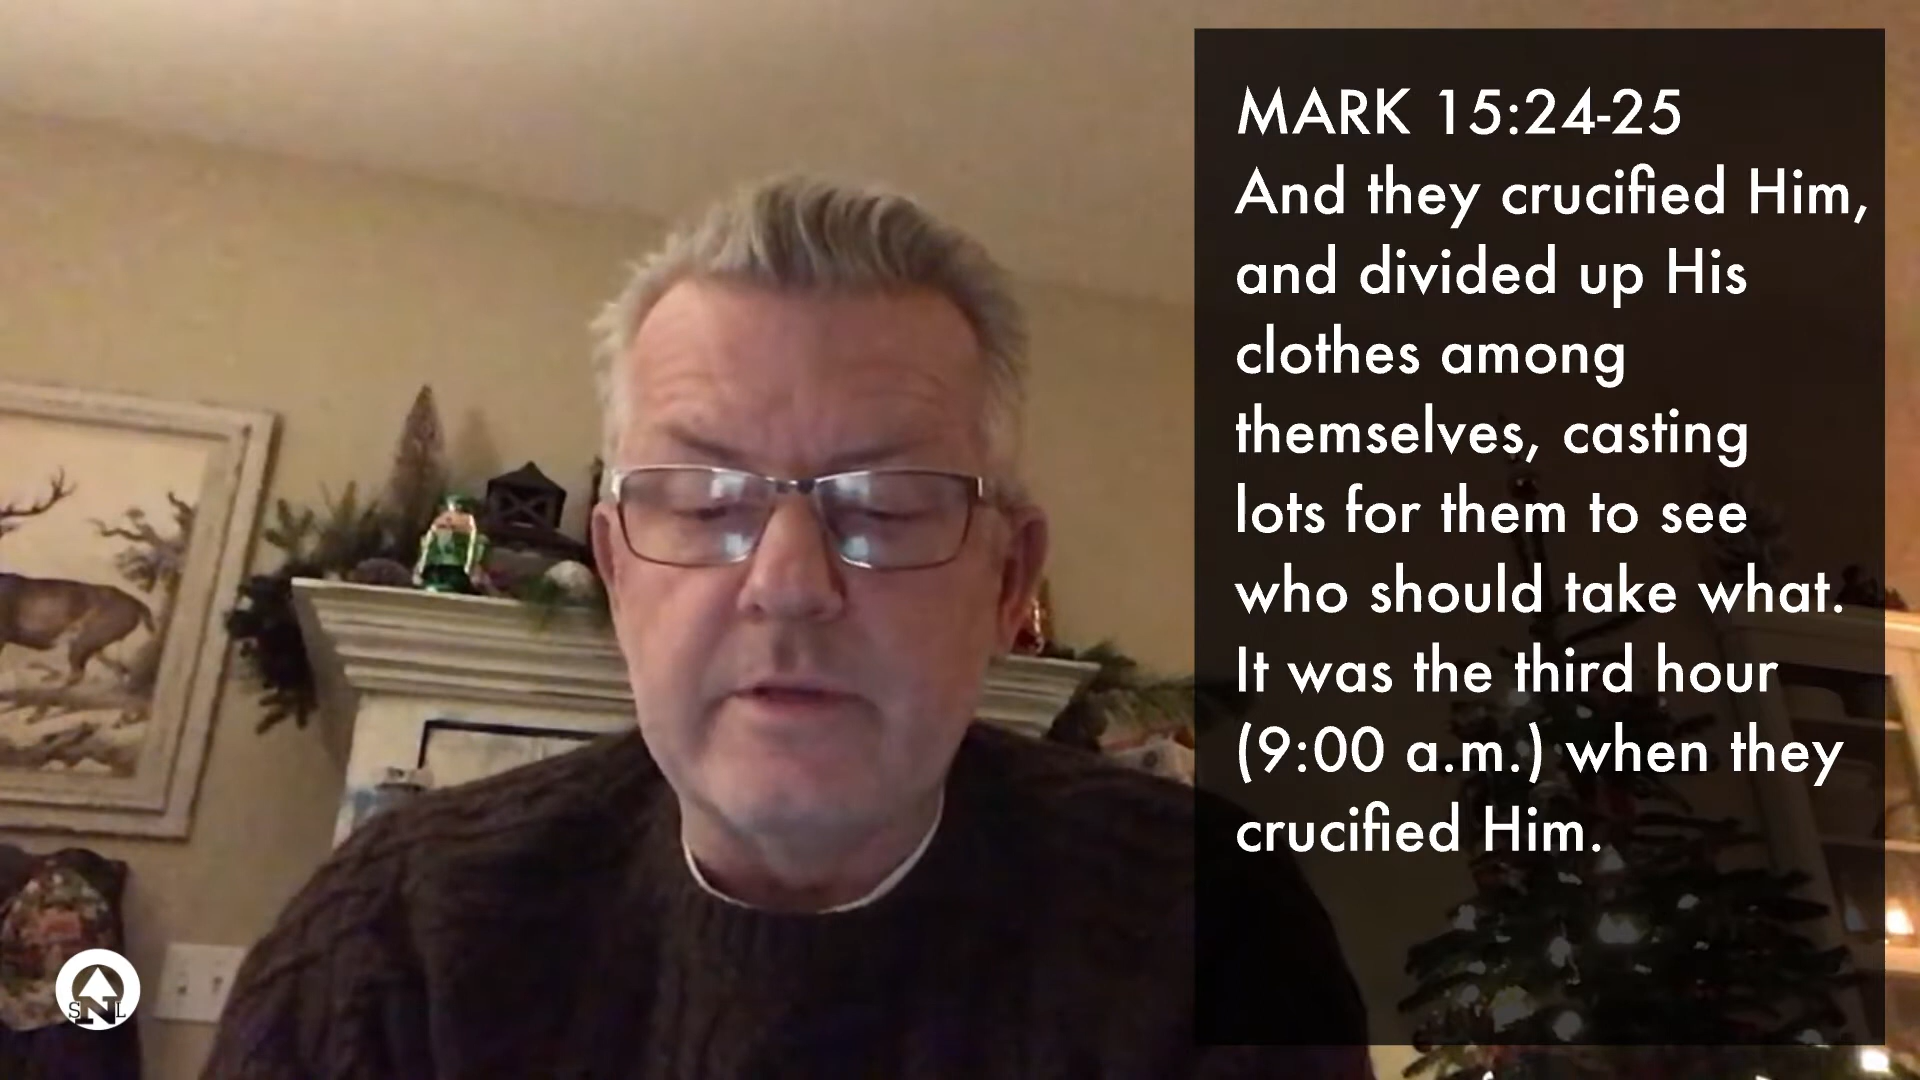 MARK 15:24-25
And they crucified Him,
and divided up His
clothes among
themselves, casting
lots for them to see
who should take what.
It was the third hour
(9:00 a.m.) when they
crucified Him.
SNL